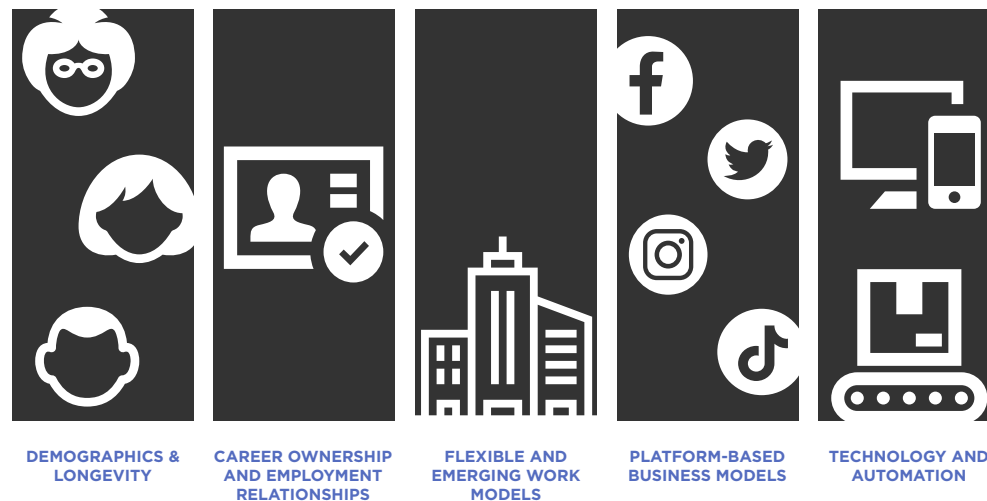 DEMOGRAPHICS &
LONGEVITY
CAREER OWNERSHIP
AND EMPLOYMENT
RELATIONSHIPS
FLEXIBLE AND
EMERGING WORK
MODELS
PLATFORM-BASED
BUSINESS MODELS
TECHNOLOGY AND
AUTOMATION